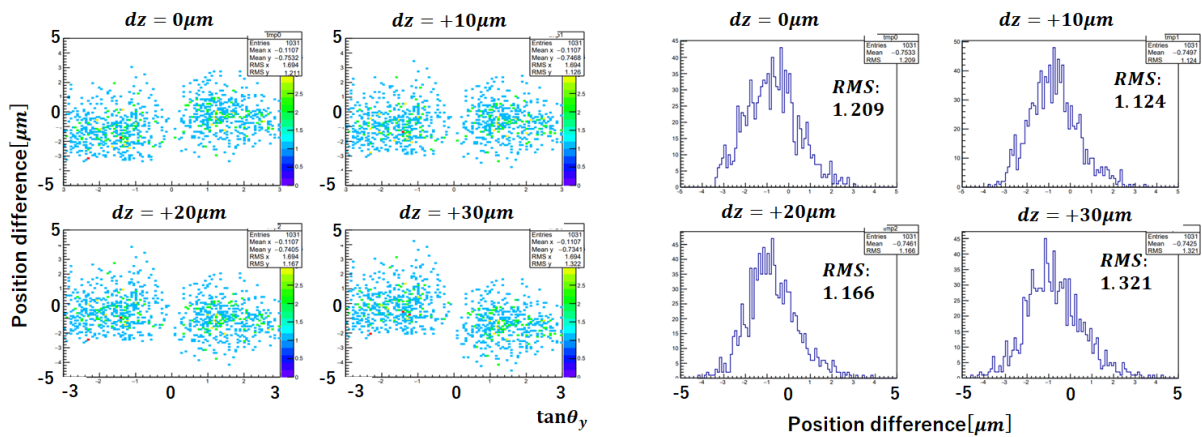 dz = 0μm
dz = +10μm
tmp0
Entries 1031
Mean x −0.1107
Mean y −0.7532
RMS x 1.694
RMS y 1.211
Entries 1031
Mean x −0.1107
Mean y −0.7468
RMS x 1.694
RMS y 1.126
dz = +20μm
dz = +30μm
Entries 1031
Mean x −0.1107
Mean y −0.7405
RMS x 1.694
RMS y 1.167
Entries 1031
Mean x −0.1107
Mean y −0.7341
RMS x 1.694
RMS y 1.322
Position difference[μm]
5
0
-5
5
0
-5
3
0
3
3
0
3
tanθy
dz = 0μm
dz = +10μm
tmp0
Entries 1031
Mean −0.7533
RMS 1.209
RMS:
1.209
tmp1
Entries 1031
Mean −0.7497
RMS 1.124
RMS:
1.124
dz = +20μm
dz = +30μm
Entries 1031
Mean −0.7461
RMS 1.166
RMS:
1.166
Entries 1031
Mean −0.7425
RMS 1.321
RMS:
1.321
-5
0
5
0
5
Position difference[μm]